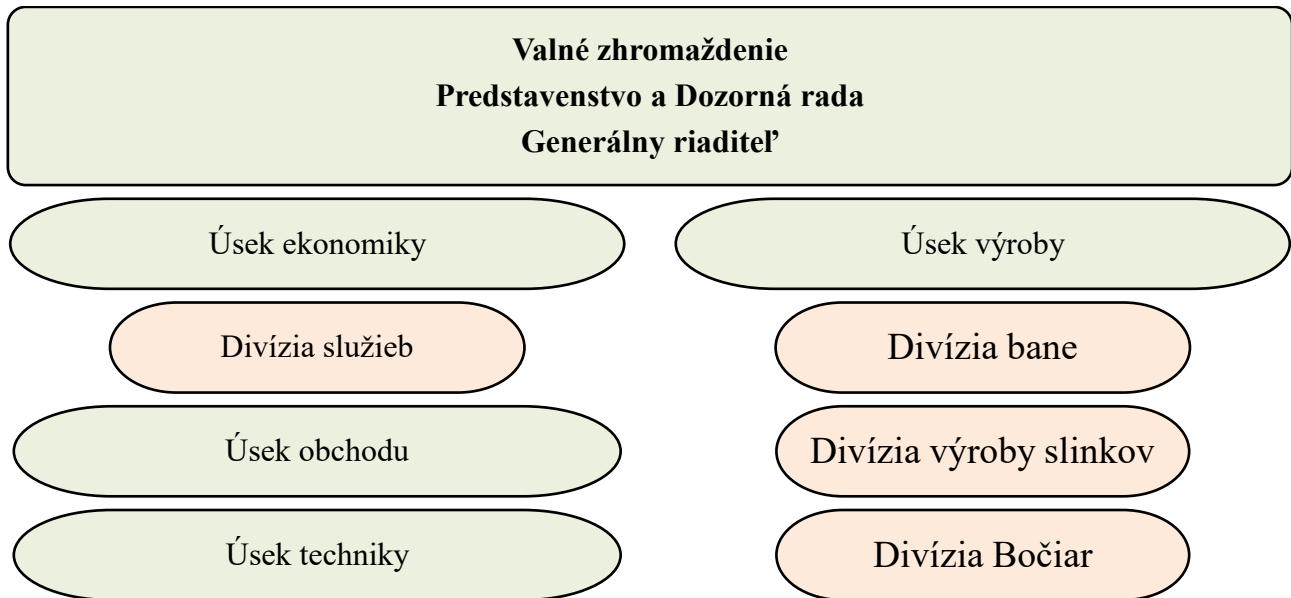 Valné zhromaždenie
Predstavenstvo a Dozorná rada
Generálny riaditeľ
Úsek ekonomiky
Divízia služieb
Úsek obchodu
Úsek techniky
Úsek výroby
Divízia bane
Divízia výroby slinkov
Divízia Bočiar